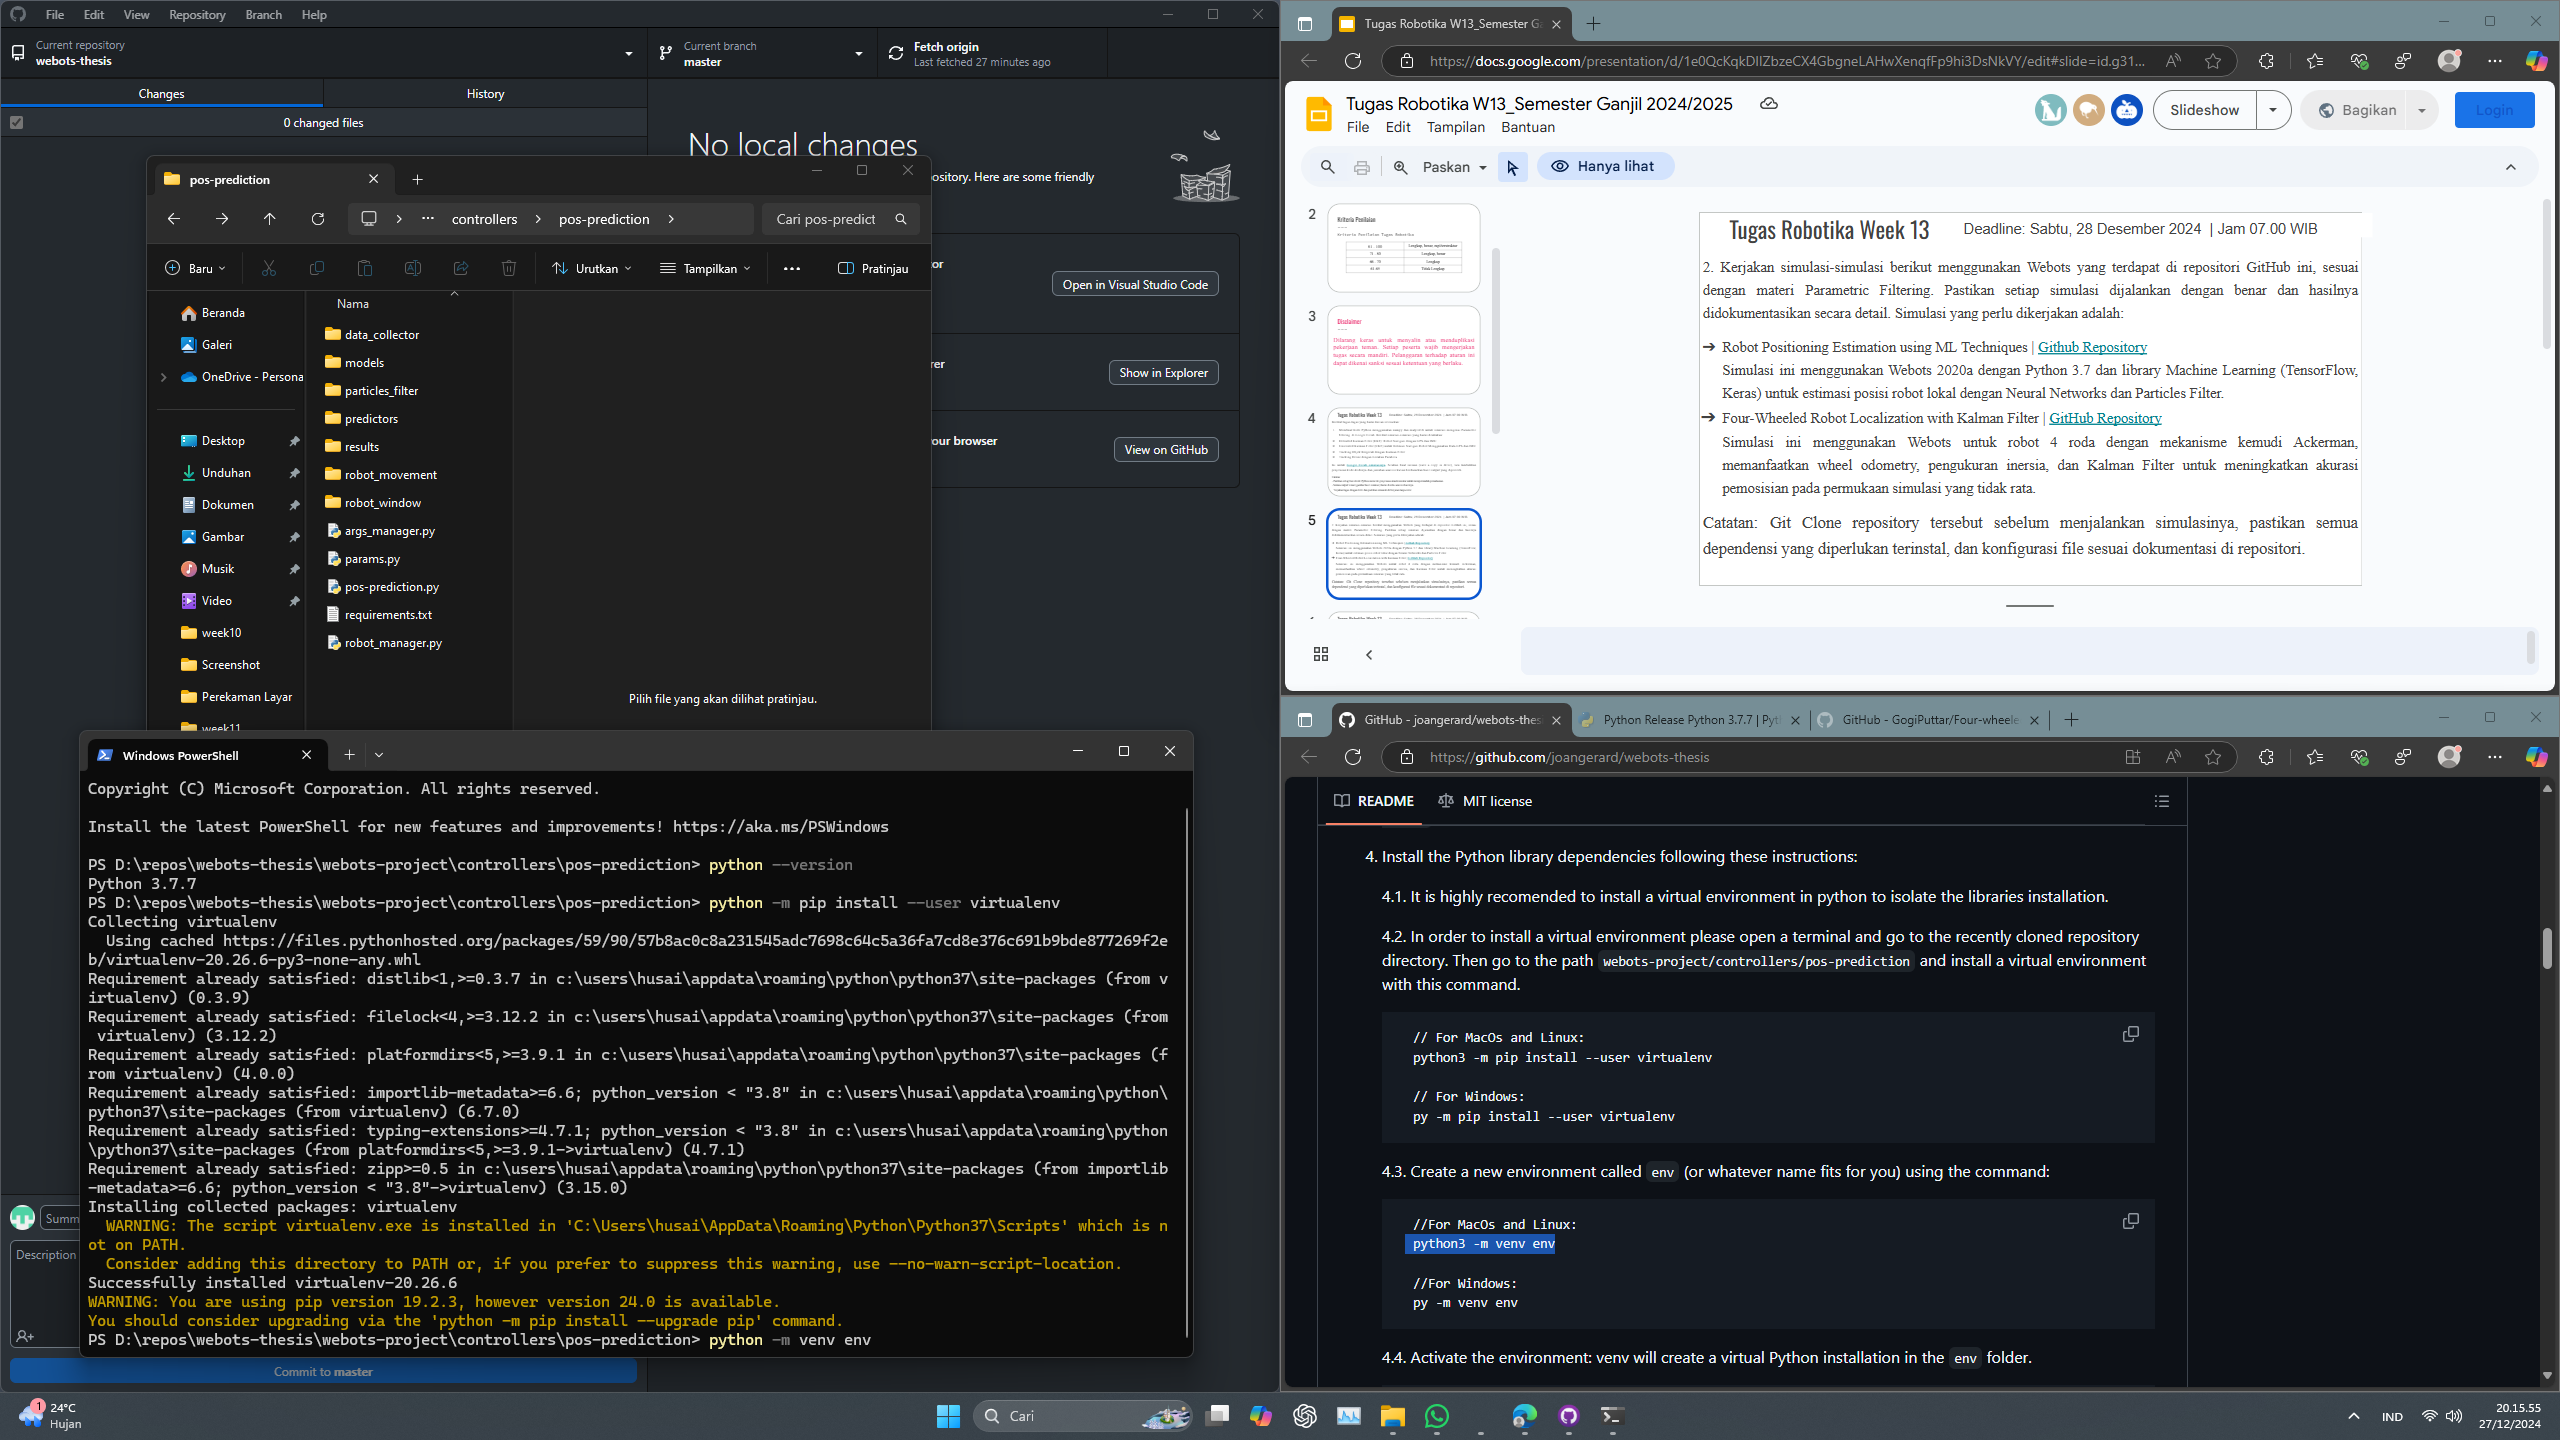 File Edit View Repository Branch Help
Current repository
webots-thesis
Current branch
master
Fetch origin
Last fetched 27 minutes ago
Changes
History
0 changed files
No local changes
ository. Here are some friendly
Open in Visual Studio Code
Show in Explorer
our browser
View on GitHub
Description
Commit to master
pos-prediction
controllers > pos-prediction >
Cari pos-predict
Baru
Urutkan
Tampilkan
Pratinjau
Beranda
Galeri
OneDrive - Persona
Desktop
Unduhan
Dokumen
Gambar
Musik
Video
week10
Screenshot
Perekaman Layar
week11
Nama
data_collector
models
particles_filter
predictors
results
robot_movement
robot_window
args_manager.py
params.py
pos-prediction.py
requirements.txt
robot_manager.py
Pilih file yang akan dilihat pratinjau.
Windows PowerShell
Copyright (C) Microsoft Corporation. All rights reserved.
Install the latest PowerShell for new features and improvements! https://aka.ms/PSWindows
PS D:\repos\webots-thesis\webots-project\controllers\pos-prediction> python --version
Python 3.7.7
PS D:\repos\webots-thesis\webots-project\controllers\pos-prediction> python -m pip install --user virtualenv
Collecting virtualenv
Using cached https://files.pythonhosted.org/packages/59/90/57b8ac0c8a231545adc7698c64c5a36fa7cd8e376c691b9bde877269f2e
b/virtualenv-20.26.6-py3-none-any.whl
Requirement already satisfied: distlib<1,>=0.3.7 in c:\users\husai\appdata\roaming\python\python37\site-packages (from v
irtualenv) (0.3.9)
Requirement already satisfied: filelock<4,>=3.12.2 in c:\users\husai\appdata\roaming\python\python37\site-packages (from
virtualenv) (3.12.2)
Requirement already satisfied: platformdirs<5,>=3.9.1 in c:\users\husai\appdata\roaming\python\python37\site-packages (f
rom virtualenv) (4.0.0)
Requirement already satisfied: importlib-metadata>=6.6; python_version < "3.8" in c:\users\husai\appdata\roaming\python\
python37\site-packages (from virtualenv) (6.7.0)
Requirement already satisfied: typing-extensions>=4.7.1; python_version < "3.8" in c:\users\husai\appdata\roaming\python
\python37\site-packages (from platformdirs<5,>=3.9.1->virtualenv) (4.7.1)
Requirement already satisfied: zipp>=0.5 in c:\users\husai\appdata\roaming\python\python37\site-packages (from importlib
-metadata>=6.6; python_version < "3.8"->virtualenv) (3.15.0)
Installing collected packages: virtualenv
WARNING: The script virtualenv.exe is installed in 'C:\Users\husai\AppData\Roaming\Python\Python37\Scripts' which is n
ot on PATH.
Consider adding this directory to PATH or, if you prefer to suppress this warning, use --no-warn-script-location.
Successfully installed virtualenv-20.26.6
WARNING: You are using pip version 19.2.3, however version 24.0 is available.
You should consider upgrading via the 'python -m pip install --upgrade pip' command.
PS D:\repos\webots-thesis\webots-project\controllers\pos-prediction> python -m venv env
Tugas Robotika W13_Semester Ga
https://docs.google.com/presentation/d/1e0QcKqkDIIZbzeCX4GbgneLAHwXenqfFp9hi3DsNkVY/edit#slide=id.g31...
Tugas Robotika W13_Semester Ganjil 2024/2025
File Edit Tampilan Bantuan
Slideshow
Bagikan
Login
Paskan
Hanya lihat
2
Kriteria Penilaian
3
Disclaimer
4
Tugas Robotika Week 13
5
Tugas Robotika Week 13
Tugas Robotika Week 13
Deadline: Sabtu, 28 Desember 2024 | Jam 07.00 WIB
2. Kerjakan simulasi-simulasi berikut menggunakan Webots yang terdapat di repositori GitHub ini, sesuai
dengan materi Parametric Filtering. Pastikan setiap simulasi dijalankan dengan benar dan hasilnya
didokumentasikan secara detail. Simulasi yang perlu dikerjakan adalah:
➔ Robot Positioning Estimation using ML Techniques | Github Repository
Simulasi ini menggunakan Webots 2020a dengan Python 3.7 dan library Machine Learning (TensorFlow,
Keras) untuk estimasi posisi robot lokal dengan Neural Networks dan Particles Filter.
➔ Four-Wheeled Robot Localization with Kalman Filter | GitHub Repository
Simulasi ini menggunakan Webots untuk robot 4 roda dengan mekanisme kemudi Ackerman,
memanfaatkan wheel odometry, pengukuran inersia, dan Kalman Filter untuk meningkatkan akurasi
pemosisian pada permukaan simulasi yang tidak rata.
Catatan: Git Clone repository tersebut sebelum menjalankan simulasinya, pastikan semua
dependensi yang diperlukan terinstal, dan konfigurasi file sesuai dokumentasi di repositori.
GitHub - joangerard/webots-thes
Python Release Python 3.7.7 | Pyt
GitHub - GogiPuttar/Four-wheele
https://github.com/joangerard/webots-thesis
README
MIT license
4. Install the Python library dependencies following these instructions:
4.1. It is highly recomended to install a virtual environment in python to isolate the libraries installation.
4.2. In order to install a virtual environment please open a terminal and go to the recently cloned repository
directory. Then go to the path webots-project/controllers/pos-prediction and install a virtual environment
with this command.
// For MacOs and Linux:
python3 -m pip install --user virtualenv
// For Windows:
py -m pip install --user virtualenv
4.3. Create a new environment called env (or whatever name fits for you) using the command:
//For MacOs and Linux:
python3 -m venv env
//For Windows:
py -m venv env
4.4. Activate the environment: venv will create a virtual Python installation in the env folder.
1
24°C
Hujan
Cari
IND
20.15.55
27/12/2024